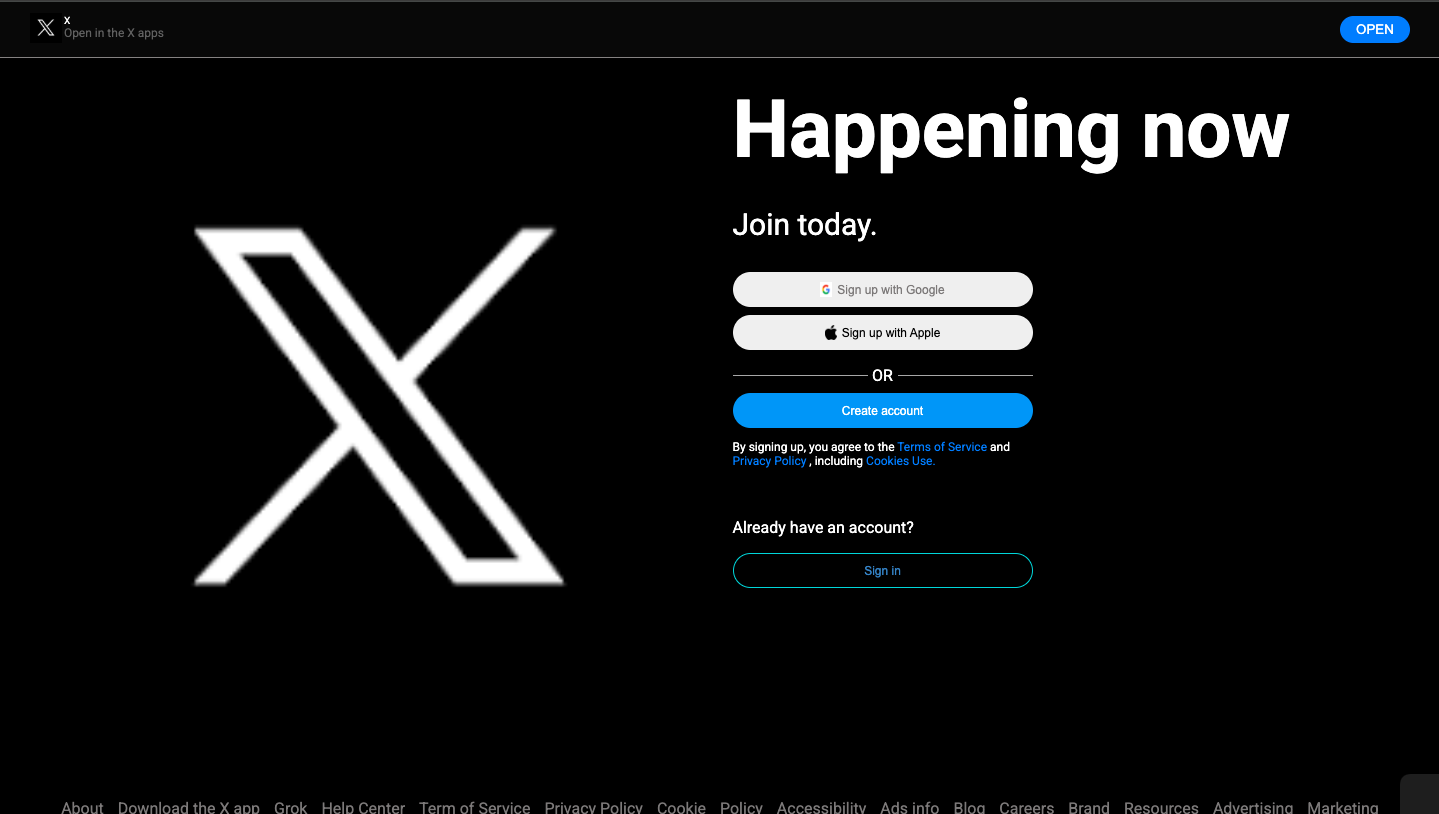 X
Open in the X apps
OPEN
Happening now
Join today.
Sign up with Google
Sign up with Apple
OR
Create account
By signing up, you agree to the Terms of Service and
Privacy Policy , including Cookies Use.
Already have an account?
Sign in
About Download the X app Grok Help Center Term of Service Privacy Policy Cookie Policy Accessibility Ads info Blog Careers Brand Resources Advertising Marketing